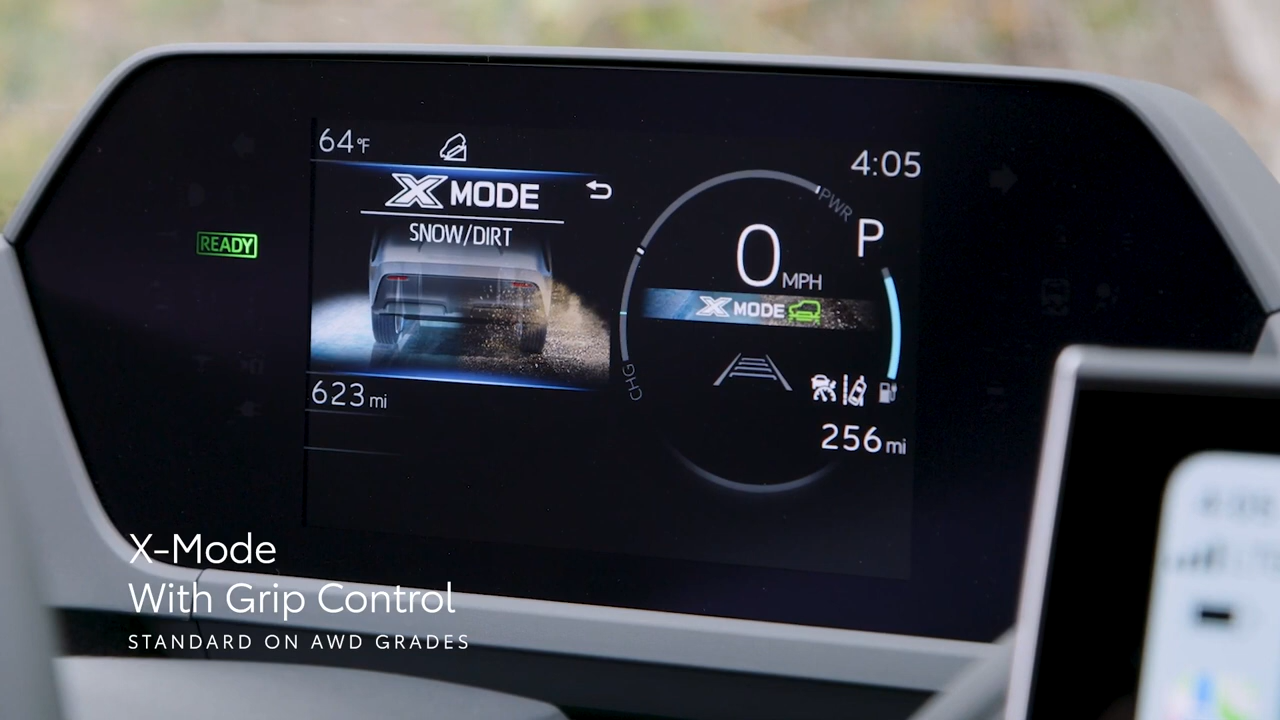 64°F
4:05
X MODE
SNOW/DIRT
READY
PWR
P
0 MPH
X MODE
CHG
623 mi
256 mi
X-Mode
With Grip Control
STANDARD ON AWD GRADES